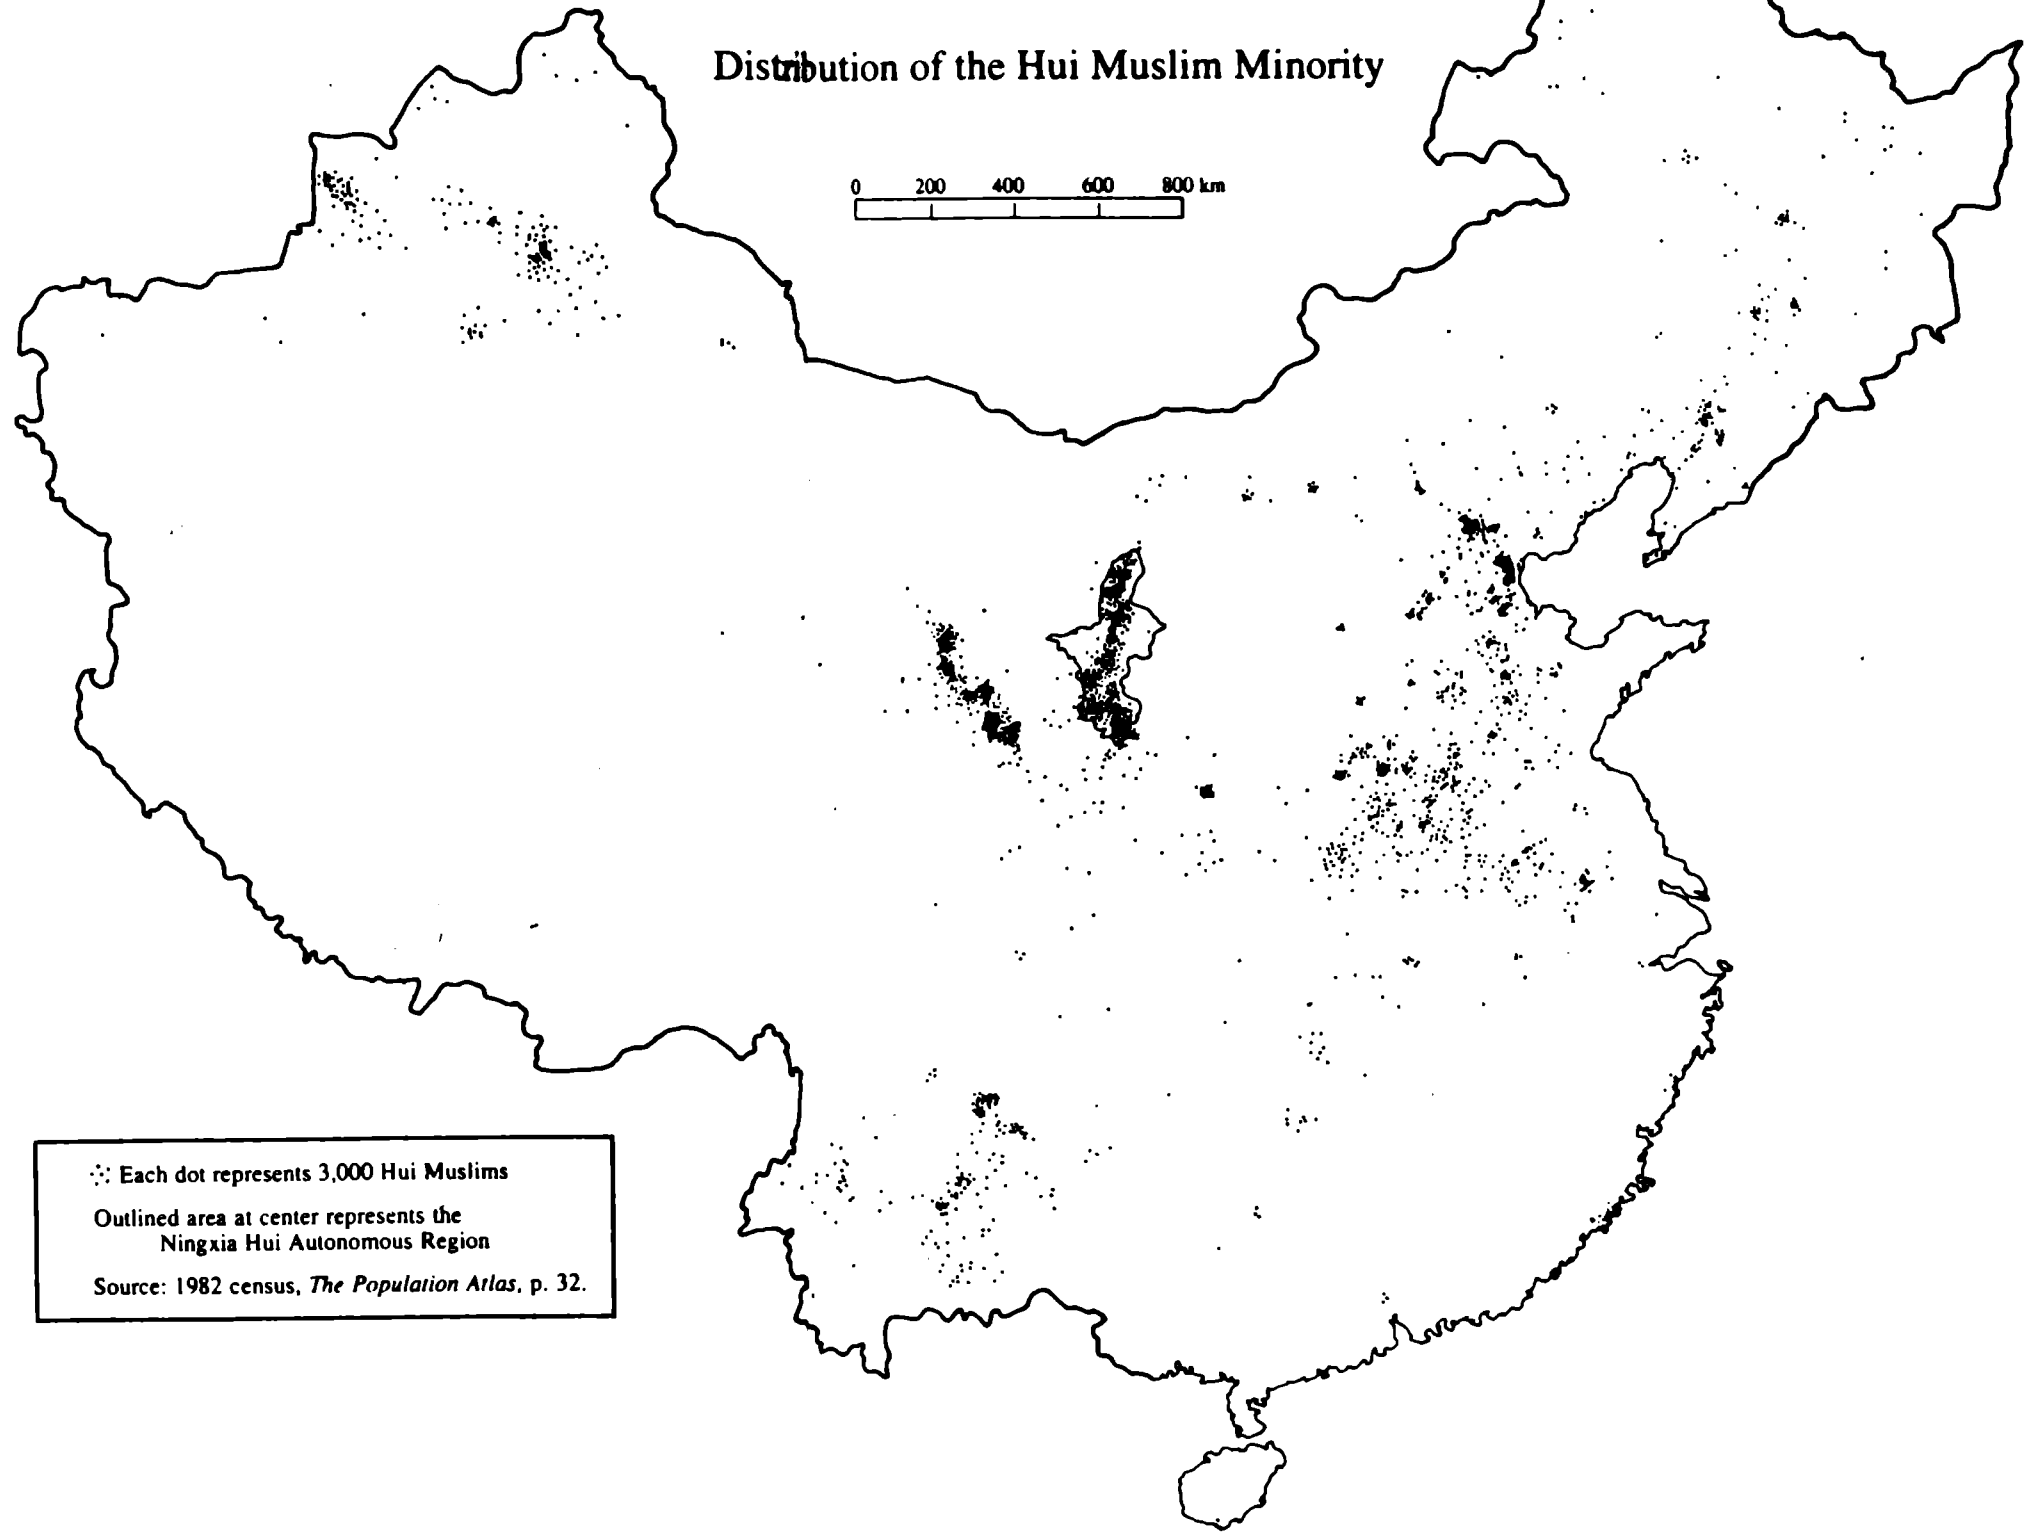 Distribution of the Hui Muslim Minority
0 200 400 600 800 km
Each dot represents 3,000 Hui Muslims
Outlined area at center represents the
Ningxia Hui Autonomous Region
Source: 1982 census, The Population Atlas, p. 32.